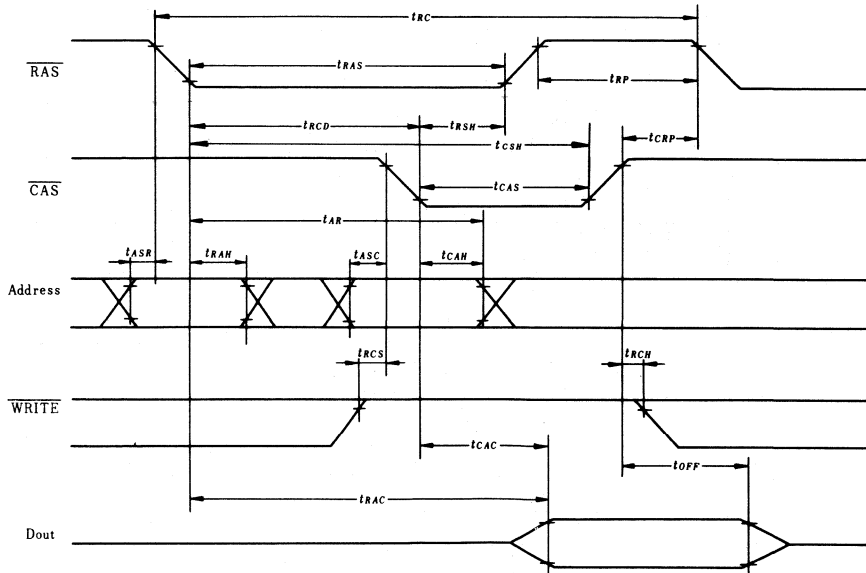 tRC
RAS
tRAS
tRP
tRCD
tRSH
tCRP
tCSH
CAS
tCAS
tAR
tASR
tRAH
tASC
tCAH
Address
tRCS
tRCH
WRITE
tCAC
tOFF
tRAC
Dout